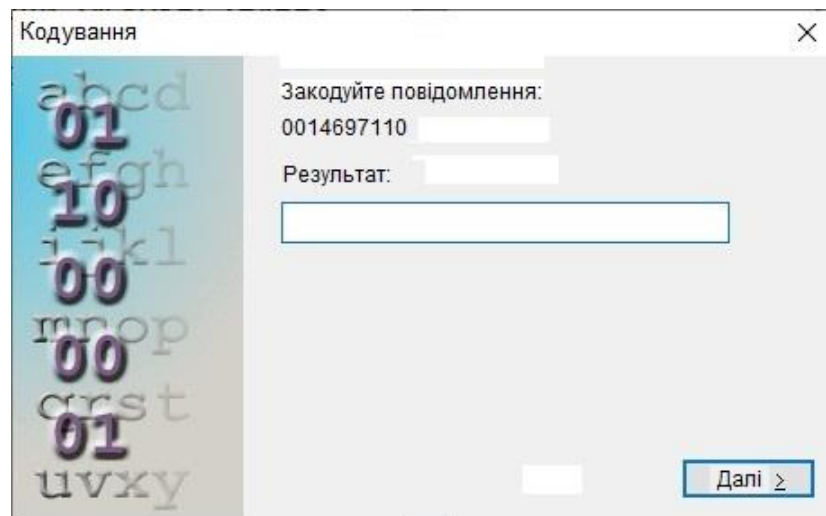 Кодування
Закодуйте повідомлення:
0014697110
Результат:
Далі >
abcd
01
efgh
10
ijkl
00
mnop
00
qrst
01
uvxy